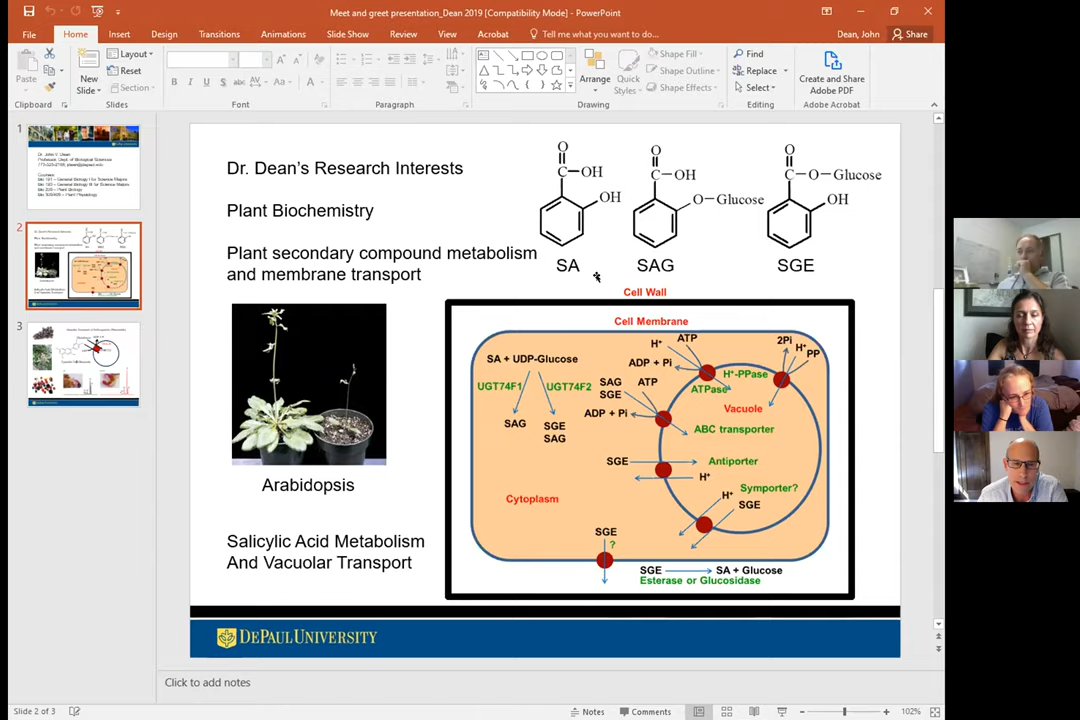 Meet and greet presentation_Dean 2019 [Compatibility Mode] - PowerPoint
File Home Insert Design Transitions Animations Slide Show Review View Acrobat Tell me what you want to do... Dean, John Share
Paste
New
Slide
Layout
Reset
Section
B I U S abc AV Aa A
Arrange
Quick
Styles
Shape Fill
Shape Outline
Shape Effects
Find
Replace
Select
Create and Share
Adobe PDF
Clipboard Slides Font Paragraph Drawing Editing Adobe Acrobat
1
2
3
Dr. Dean's Research Interests
Plant Biochemistry
Plant secondary compound metabolism
and membrane transport
O
C—OH
OH
SA
O
C—OH
O—Glucose
SAG
O
C—O—Glucose
OH
SGE
Cell Wall
Cell Membrane
SA + UDP-Glucose
UGT74F1 UGT74F2
SAG
SGE
SAG
H+ ATP
ADP + Pi
ATPase
H+-PPase
2Pi
H+
PP
SAG
SGE
ATP
ADP + Pi
Vacuole
ABC transporter
SGE
Antiporter
H+
Symporter?
H+
SGE
Cytoplasm
SGE
?
SGE SA + Glucose
Esterase or Glucosidase
Arabidopsis
Salicylic Acid Metabolism
And Vacuolar Transport
DEPAUL UNIVERSITY
Click to add notes
Slide 2 of 3 Notes Comments 102%